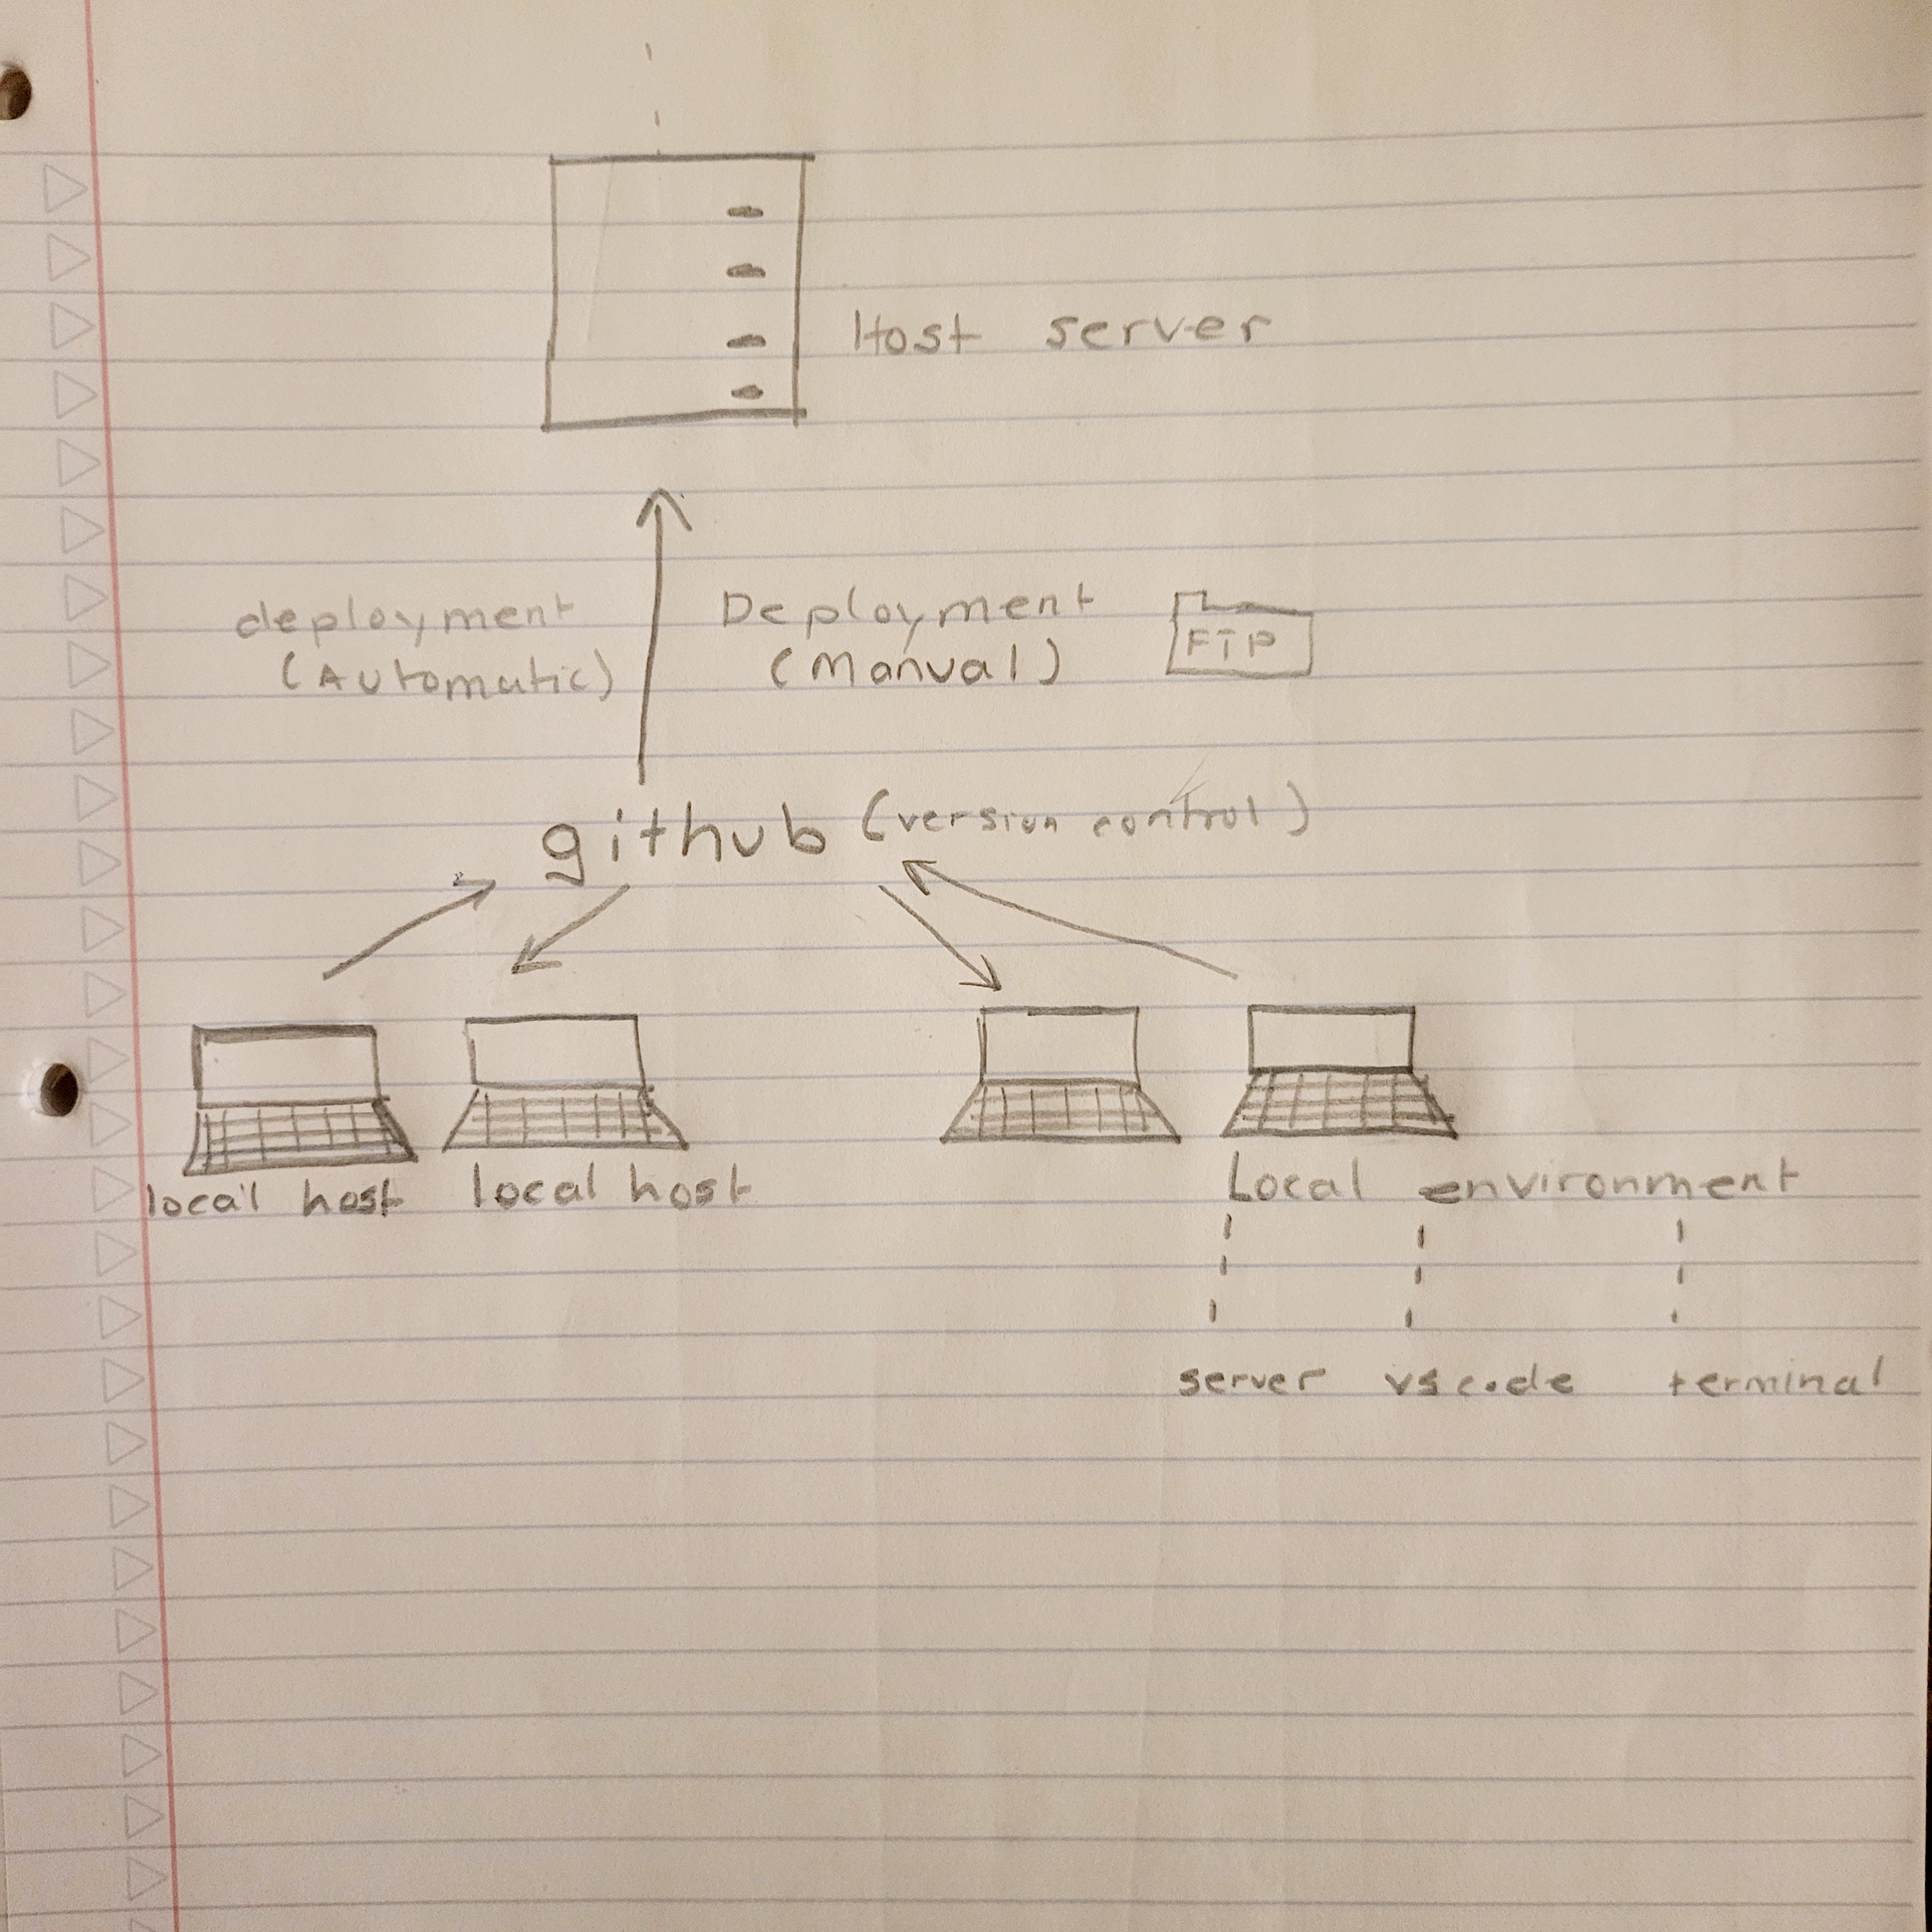 Host server
deployment
(Automatic)
Deployment
(Manual)
FTP
github (version control)
local host
local host
Local environment
server vscode terminal